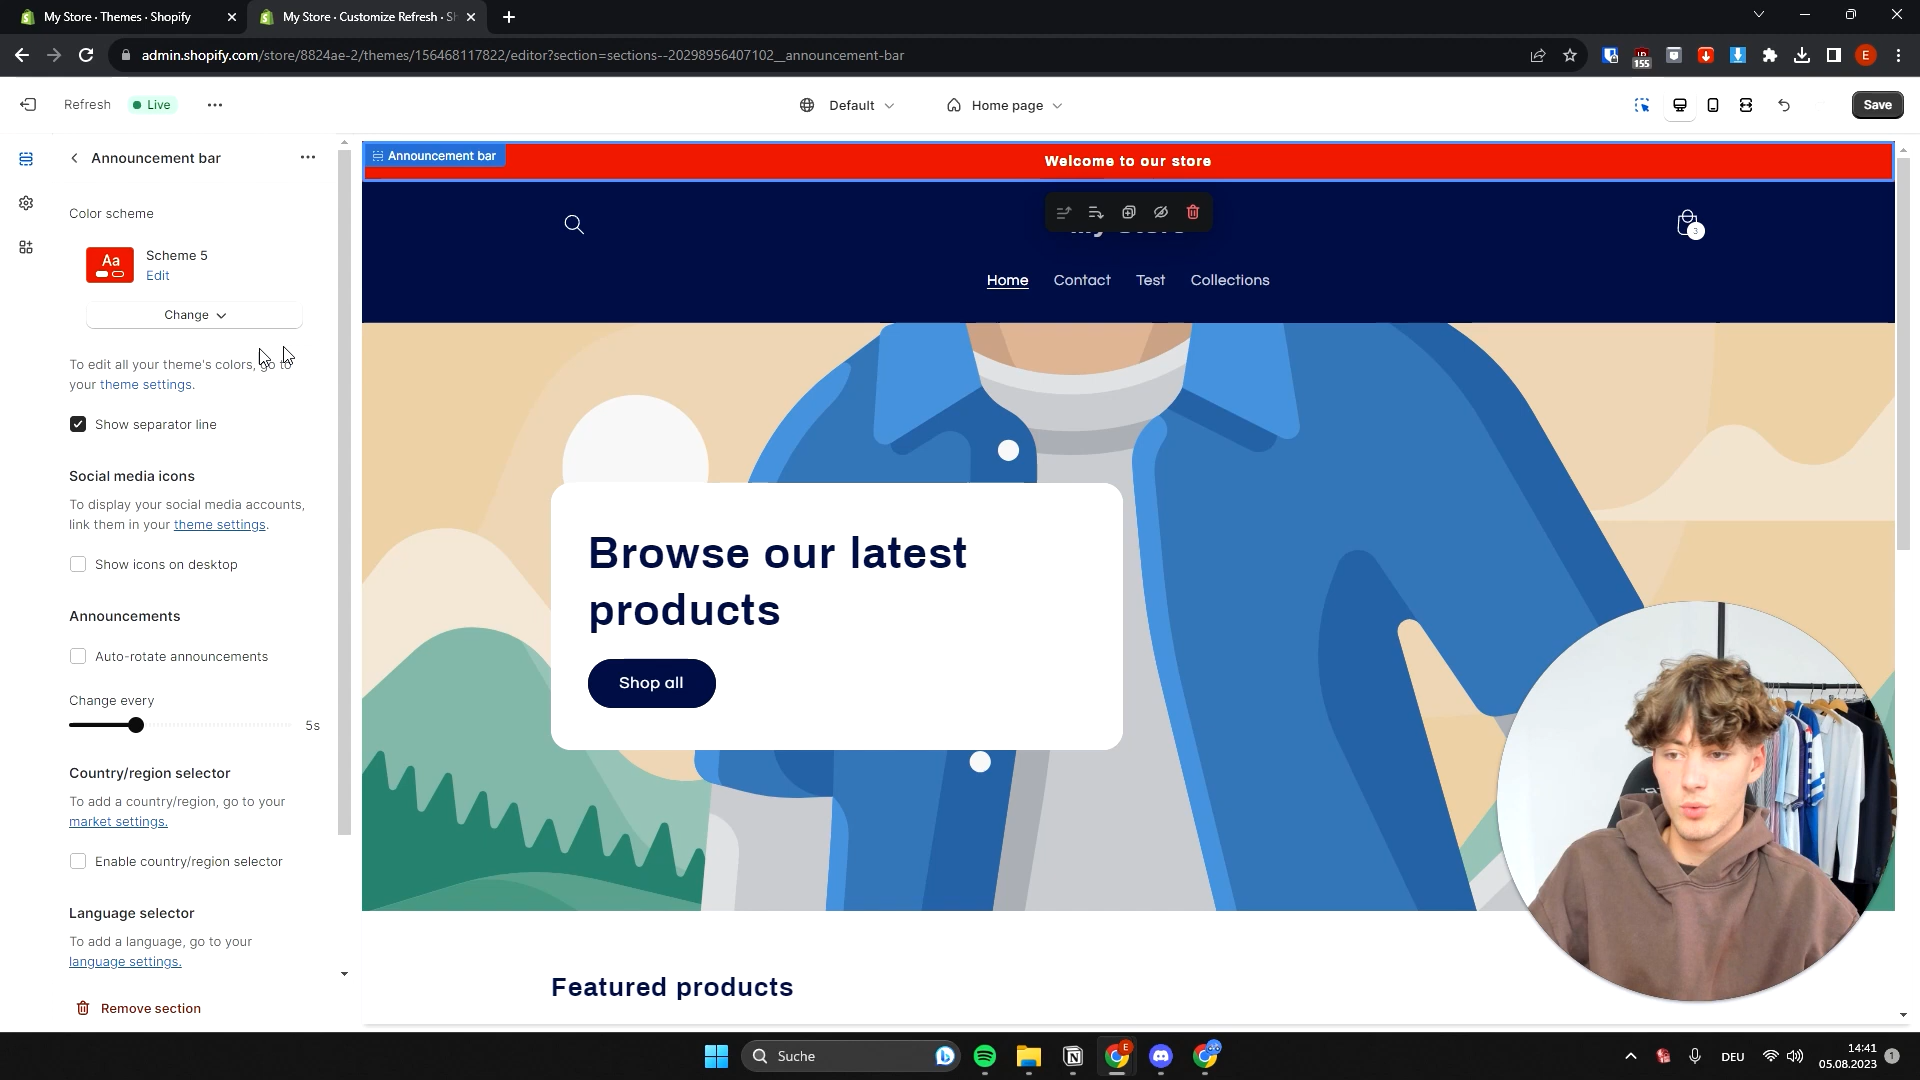 My Store · Themes · Shopify
My Store · Customize Refresh · Sh
admin.shopify.com/store/8824ae-2/themes/156468117822/editor?section=sections--20298956407102__announcement-bar
155
E
Refresh
Live
Default
Home page
Save
Announcement bar
Color scheme
Aa
Scheme 5
Edit
Change
To edit all your theme's colors, go to
your theme settings.
Show separator line
Social media icons
To display your social media accounts,
link them in your theme settings.
Show icons on desktop
Announcements
Auto-rotate announcements
Change every
5s
Country/region selector
To add a country/region, go to your
market settings.
Enable country/region selector
Language selector
To add a language, go to your
language settings.
Remove section
Announcement bar
Welcome to our store
My Store
3
Home
Contact
Test
Collections
Browse our latest
products
Shop all
Featured products
Suche
E
DEU
14:41
05.08.2023
1